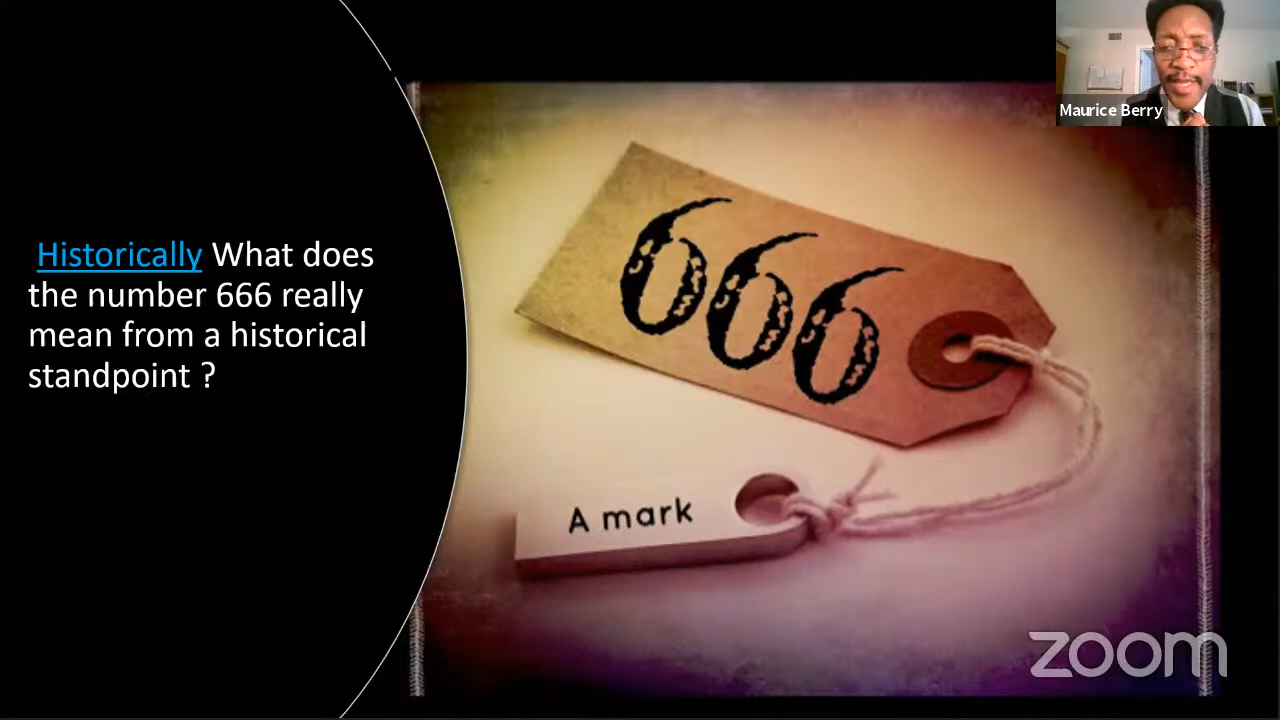 Historically What does
the number 666 really
mean from a historical
standpoint ?
Maurice Berry
666
A mark
zoom